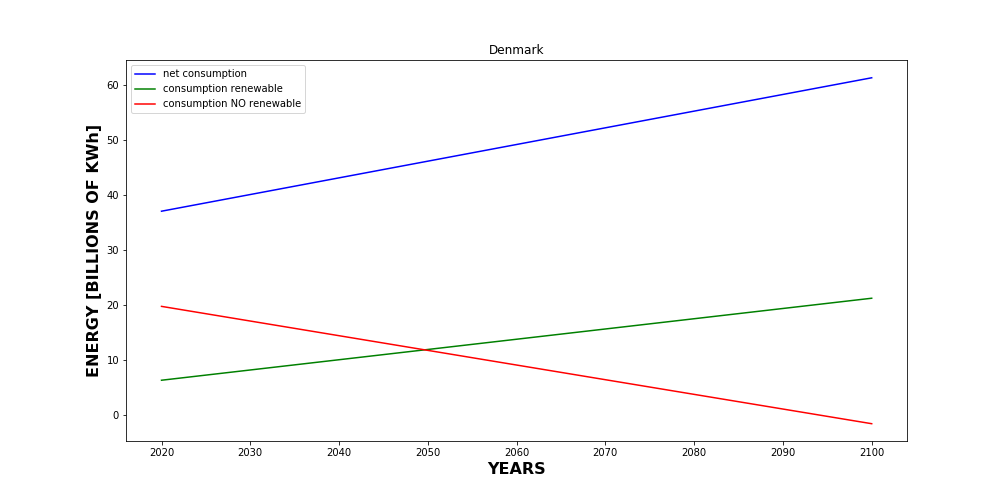 Denmark
net consumption
consumption renewable
consumption NO renewable
ENERGY [BILLIONS OF KWh]
60
50
40
30
20
10
0
2020 2030 2040 2050 2060 2070 2080 2090 2100
YEARS